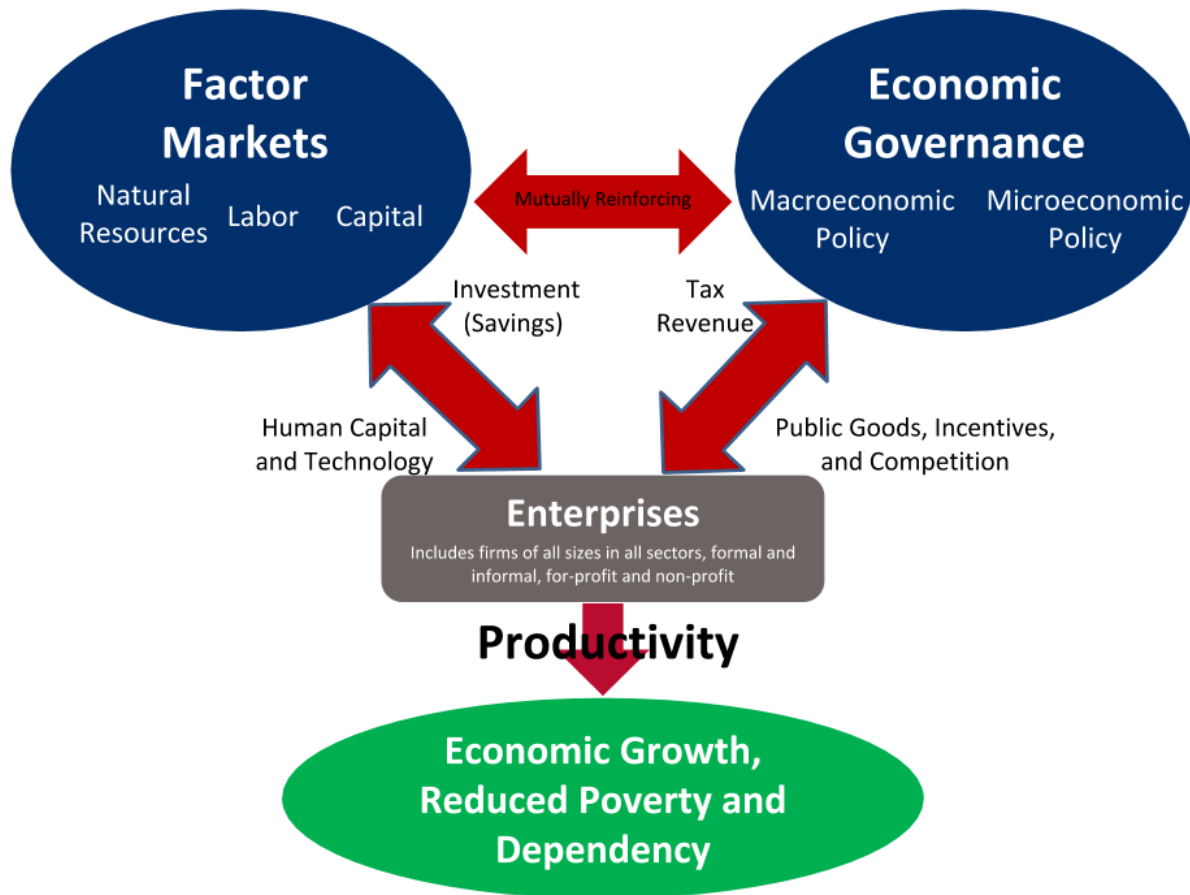 Factor
Markets
Natural
Resources
Labor
Capital
Economic
Governance
Macroeconomic
Policy
Microeconomic
Policy
Mutually Reinforcing
Investment
(Savings)
Tax
Revenue
Human Capital
and Technology
Public Goods, Incentives,
and Competition
Enterprises
Includes firms of all sizes in all sectors, formal and
informal, for-profit and non-profit
Productivity
Economic Growth,
Reduced Poverty and
Dependency